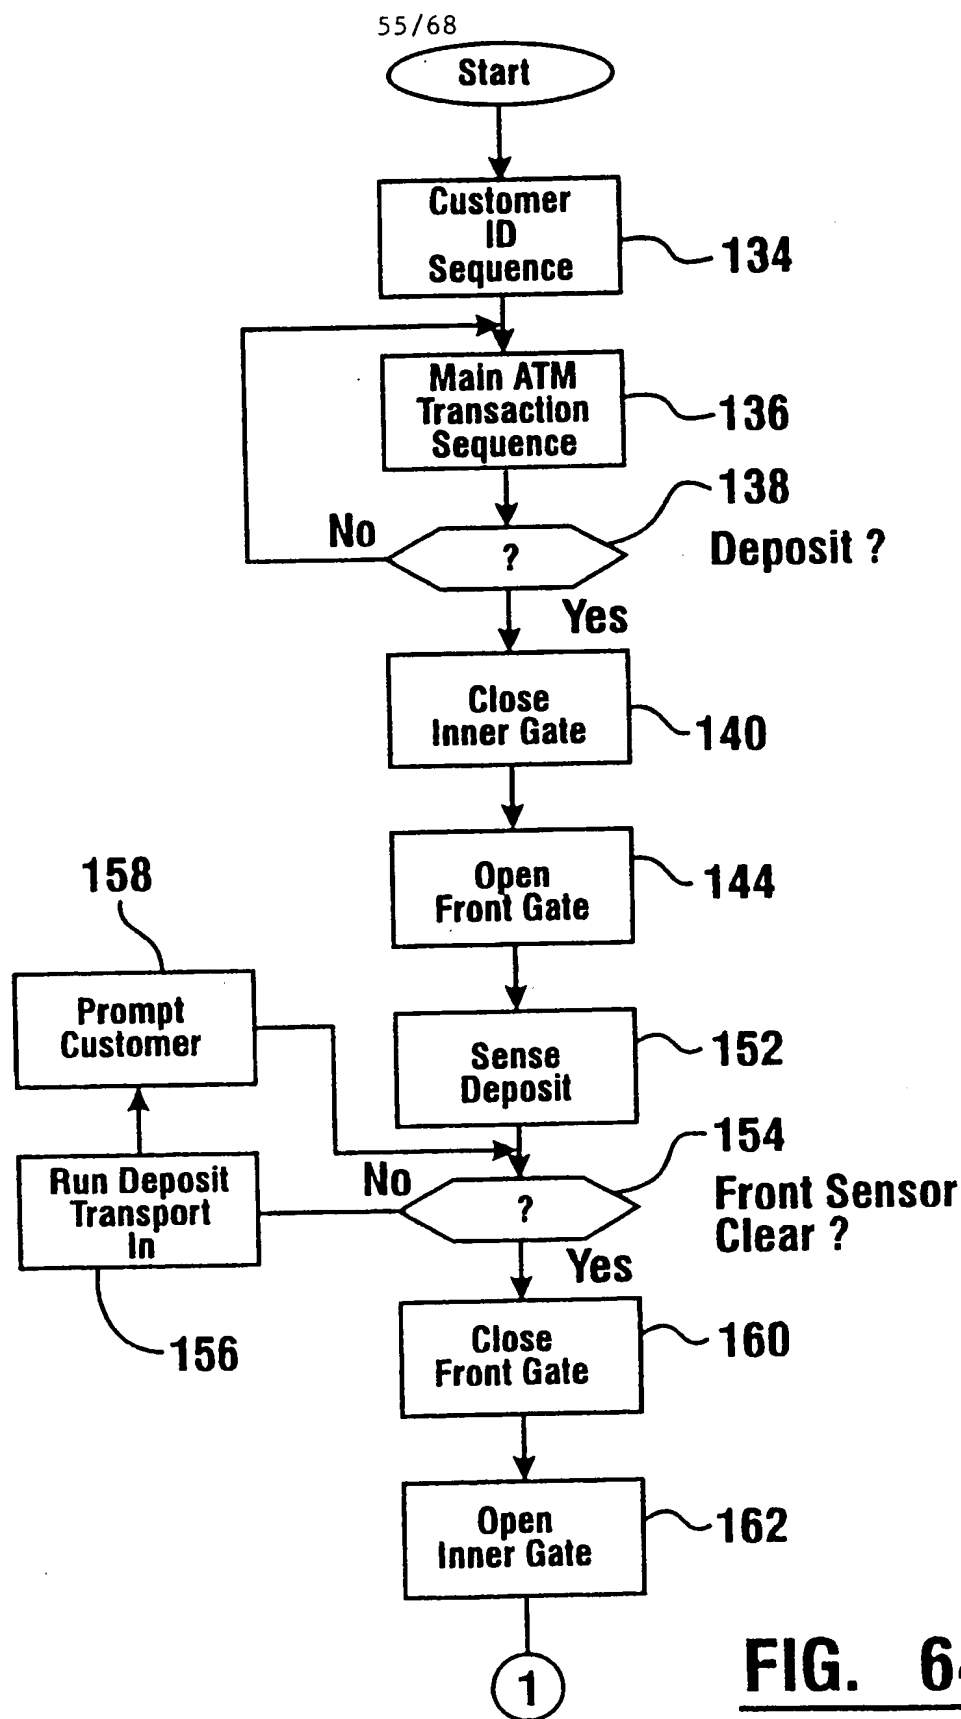 55/68
Start
Customer
ID
Sequence
134
Main ATM
Transaction
Sequence
136
138
No
?
Deposit ?
Yes
Close
Inner Gate
140
Open
Front Gate
144
158
Prompt
Customer
Sense
Deposit
152
154
Run Deposit
Transport
In
No
?
Front Sensor
Clear ?
Yes
156
Close
Front Gate
160
Open
Inner Gate
162
1
FIG.